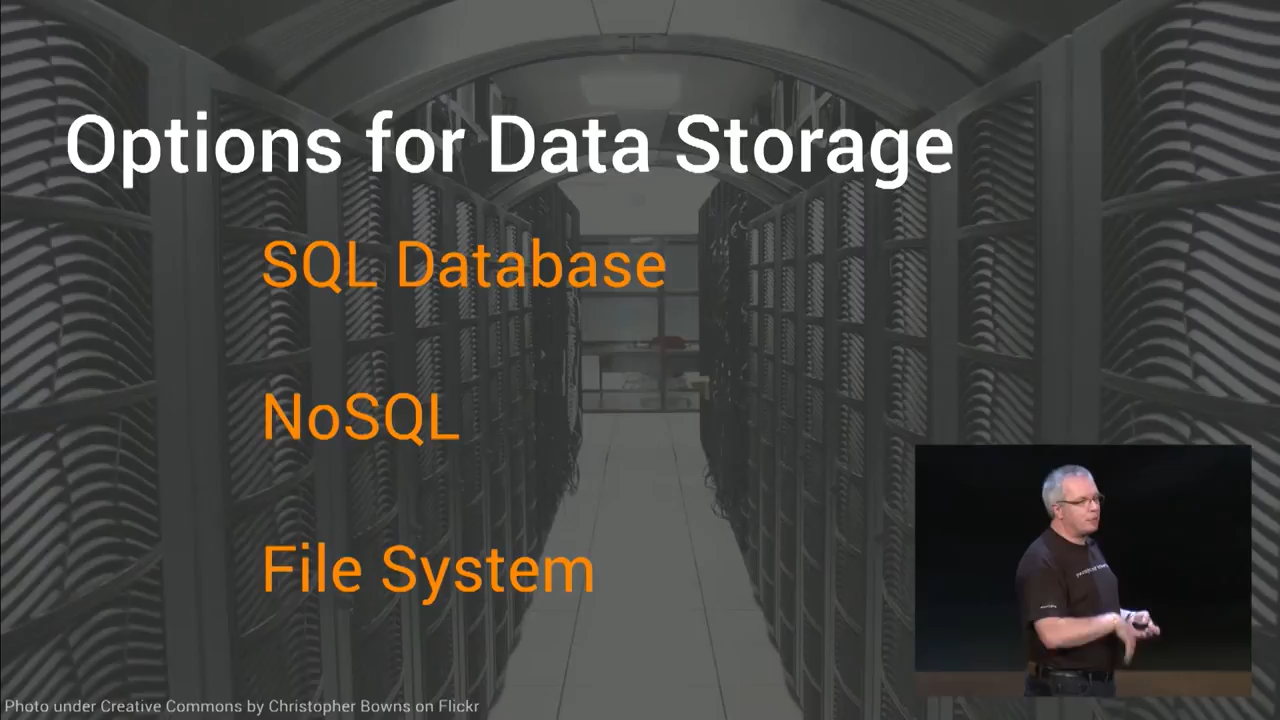 Options for Data Storage
SQL Database
NoSQL
File System
Photo under Creative Commons by Christopher Bowns on Flickr